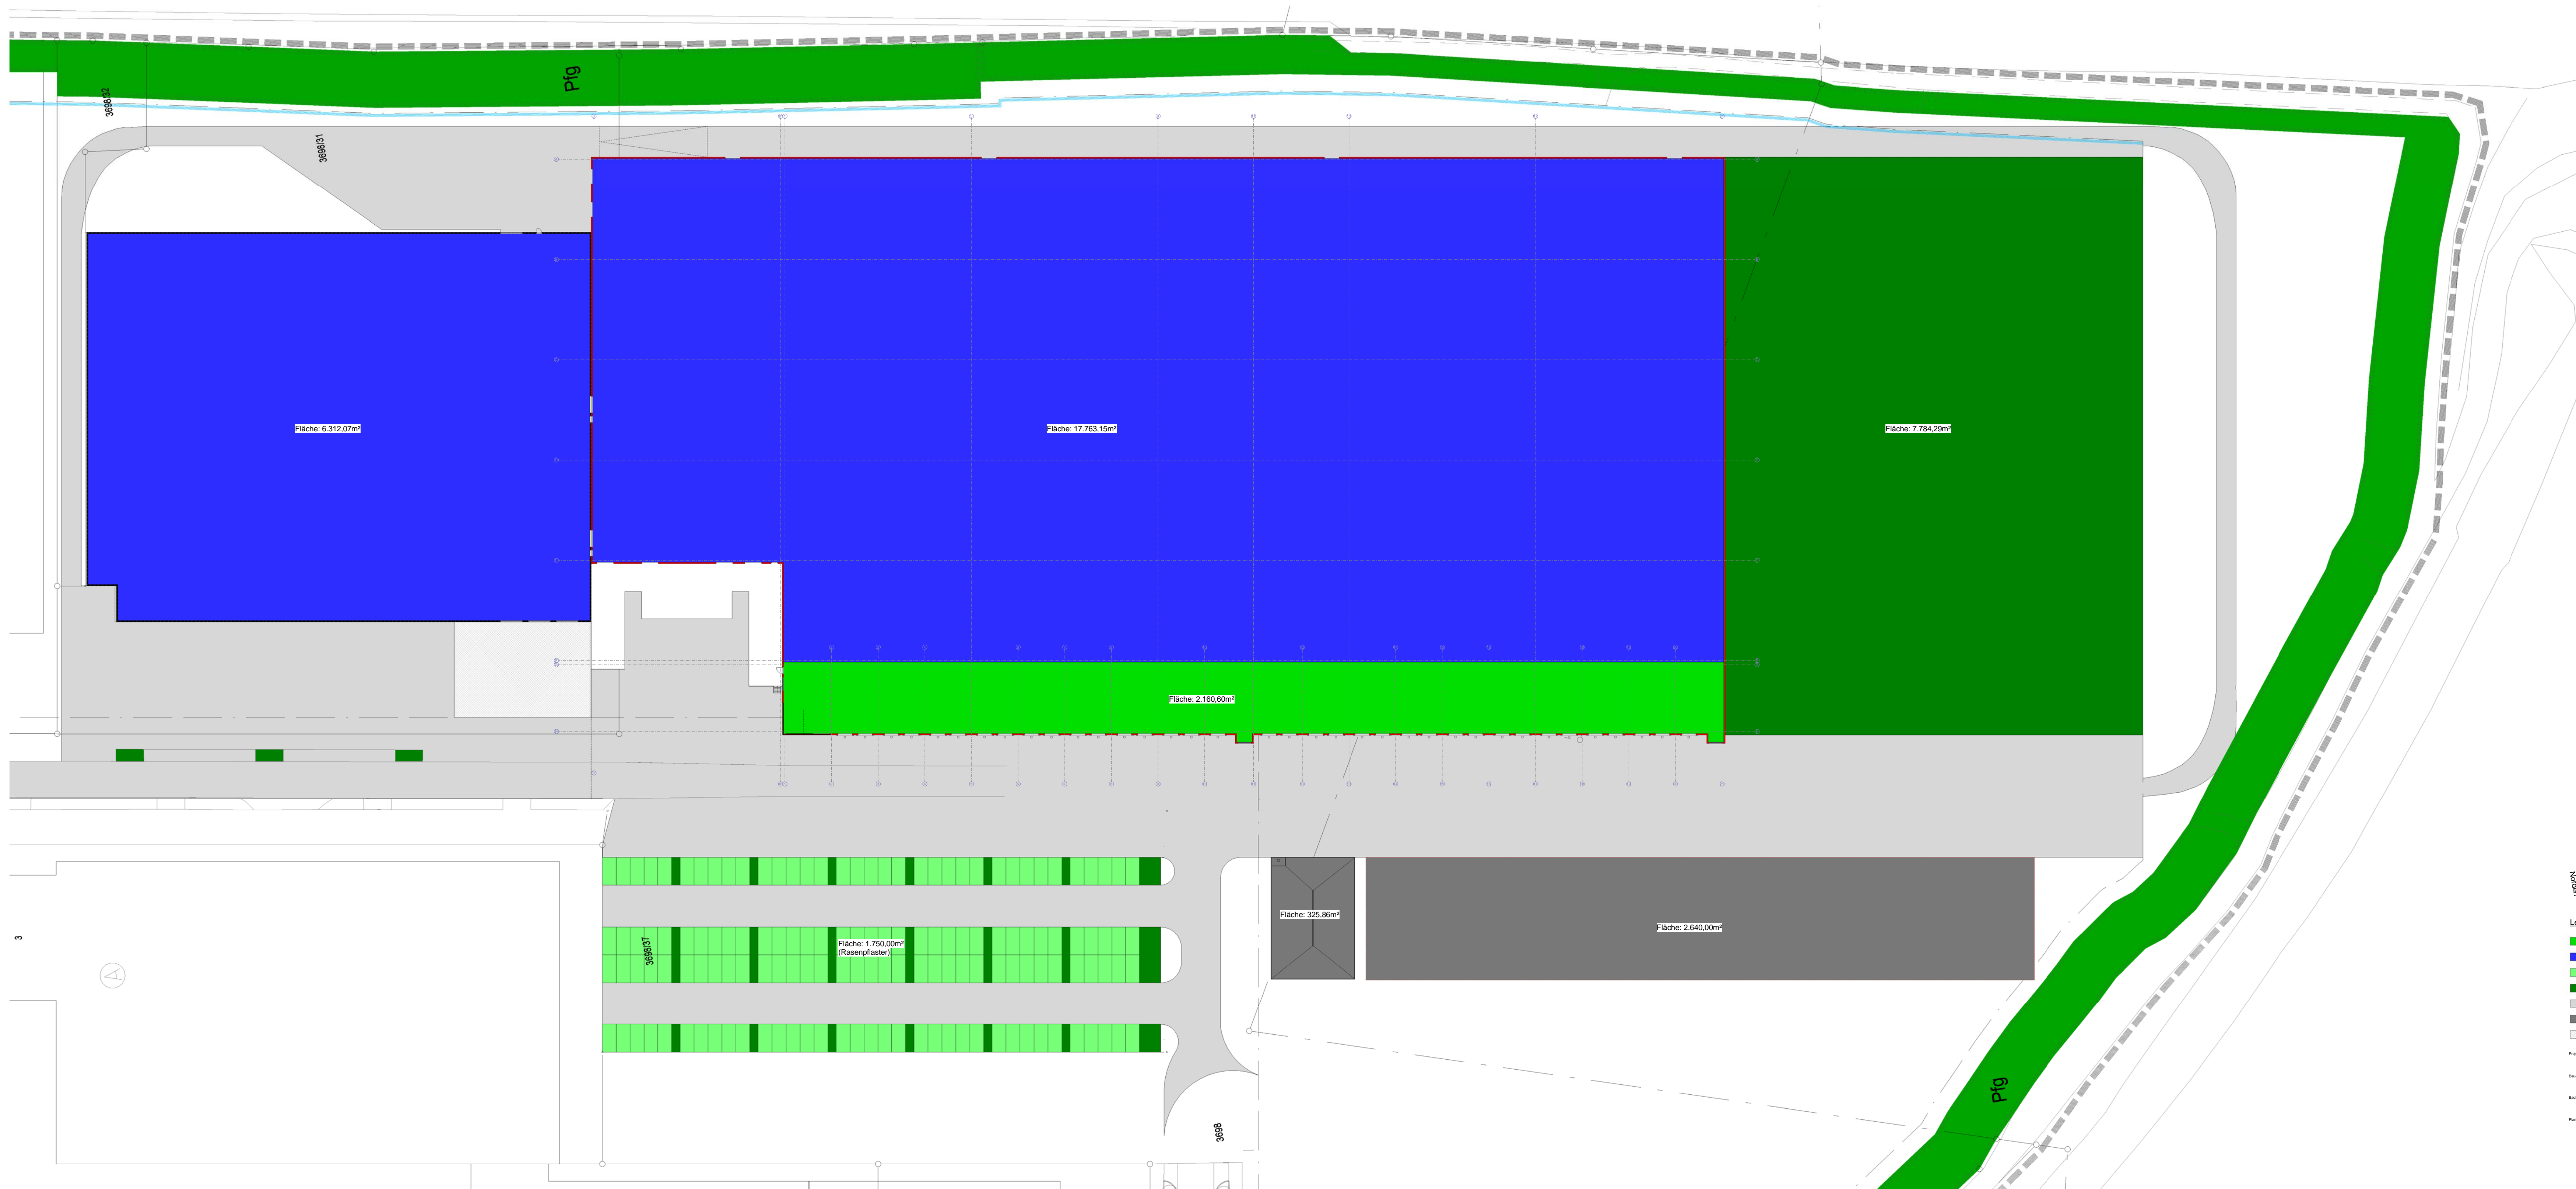 Pfg
3698/32
3698/31
Fläche: 6.312,07m²
Fläche: 17.763,15m²
Fläche: 7.784,29m²
Fläche: 2.160,60m²
Fläche: 325,86m²
Fläche: 2.640,00m²
Fläche: 1.750,00m²
(Rasenpflaster)
3698/37
3
A
Pfg
3698